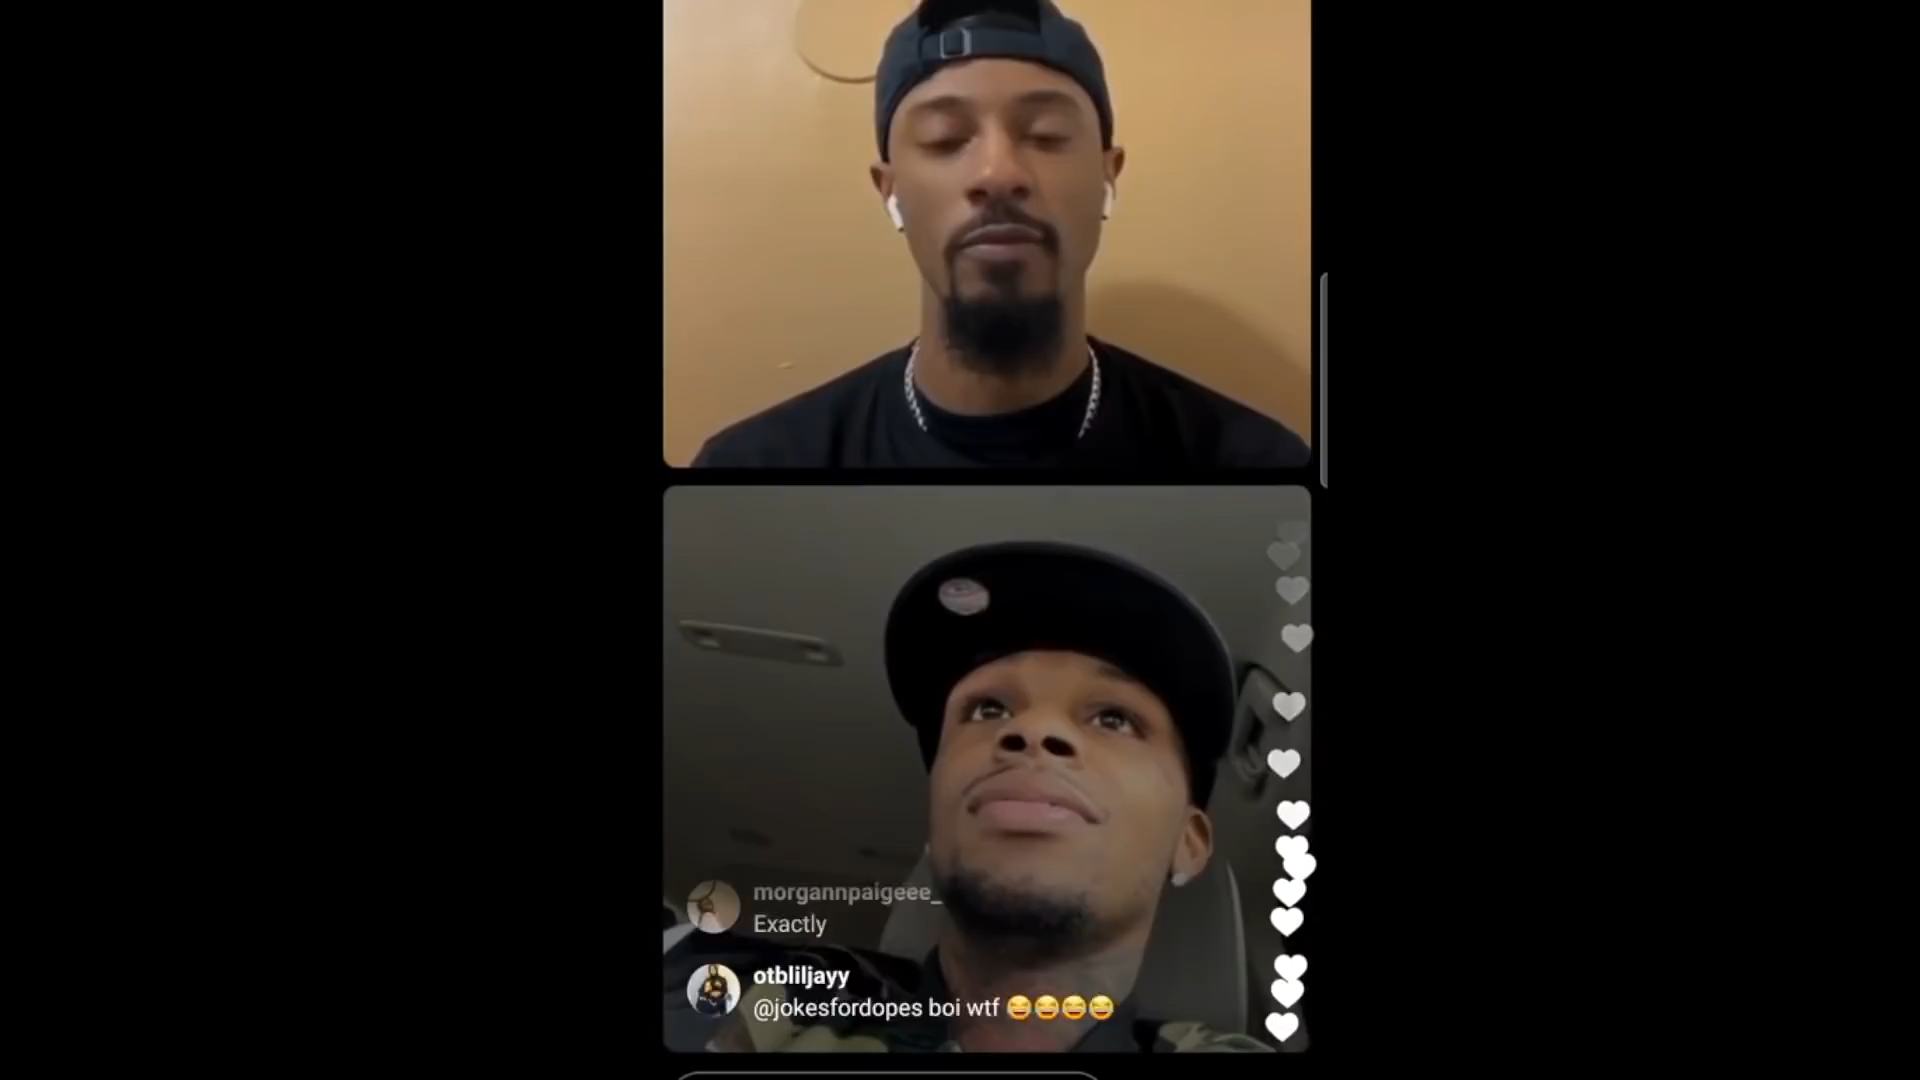 morgannpaigeee_
Exactly
otbliljayy
@jokesfordopes boi wtf 😂😂😂😂